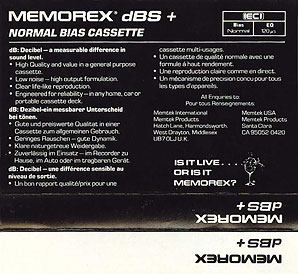 MEMOREX® dBS +
NORMAL BIAS CASSETTE
IECI
Bias EQ
Normal 120µs
dB: Decibel – a measurable difference in
sound level.
* High Quality and value in a general purpose
cassette.
* Low noise - high output formulation.
* Clear life-like reproduction.
* Engineered for reliability – in any home, car or
portable cassette deck.
dB: Dezibel-ein messbarer Unterscheid
bei tönen.
* Gute und preiswerte Qualität in einer
Cassette zum allgemeinen Gebrauch.
* Geringes Rauschen – gute Dynamik.
* Klare naturgetreue Weidergabe.
* Zuverlässig im Einsatz – im Recorder zu
Hause, im Auto oder im tragbaren Gerät.
dB: Decibel – une différence sensible au
niveau de sortie.
* Un bon rapport qualité/prix pour une
cassette multi-usages.
* Un cassette de qualité normale avec une
formule à haut rendement.
* Une reproduction claire comme en direct.
* Un mécanisme conçu pour tous types
d'appareils de cassette.
All Enquiries to:
Pour tous Renseignements:
Memtek International
Memtek Products
Hatch Lane, Harmondsworth,
West Drayton, Middlesex
UB7 0LJ U.K.
Memtek USA
Memtek Products
Santa Clara
CA 95052 0420
IS IT LIVE . . . .
OR IS IT
MEMOREX?
MEMOREX
dBS +
MEMOREX
dBS +